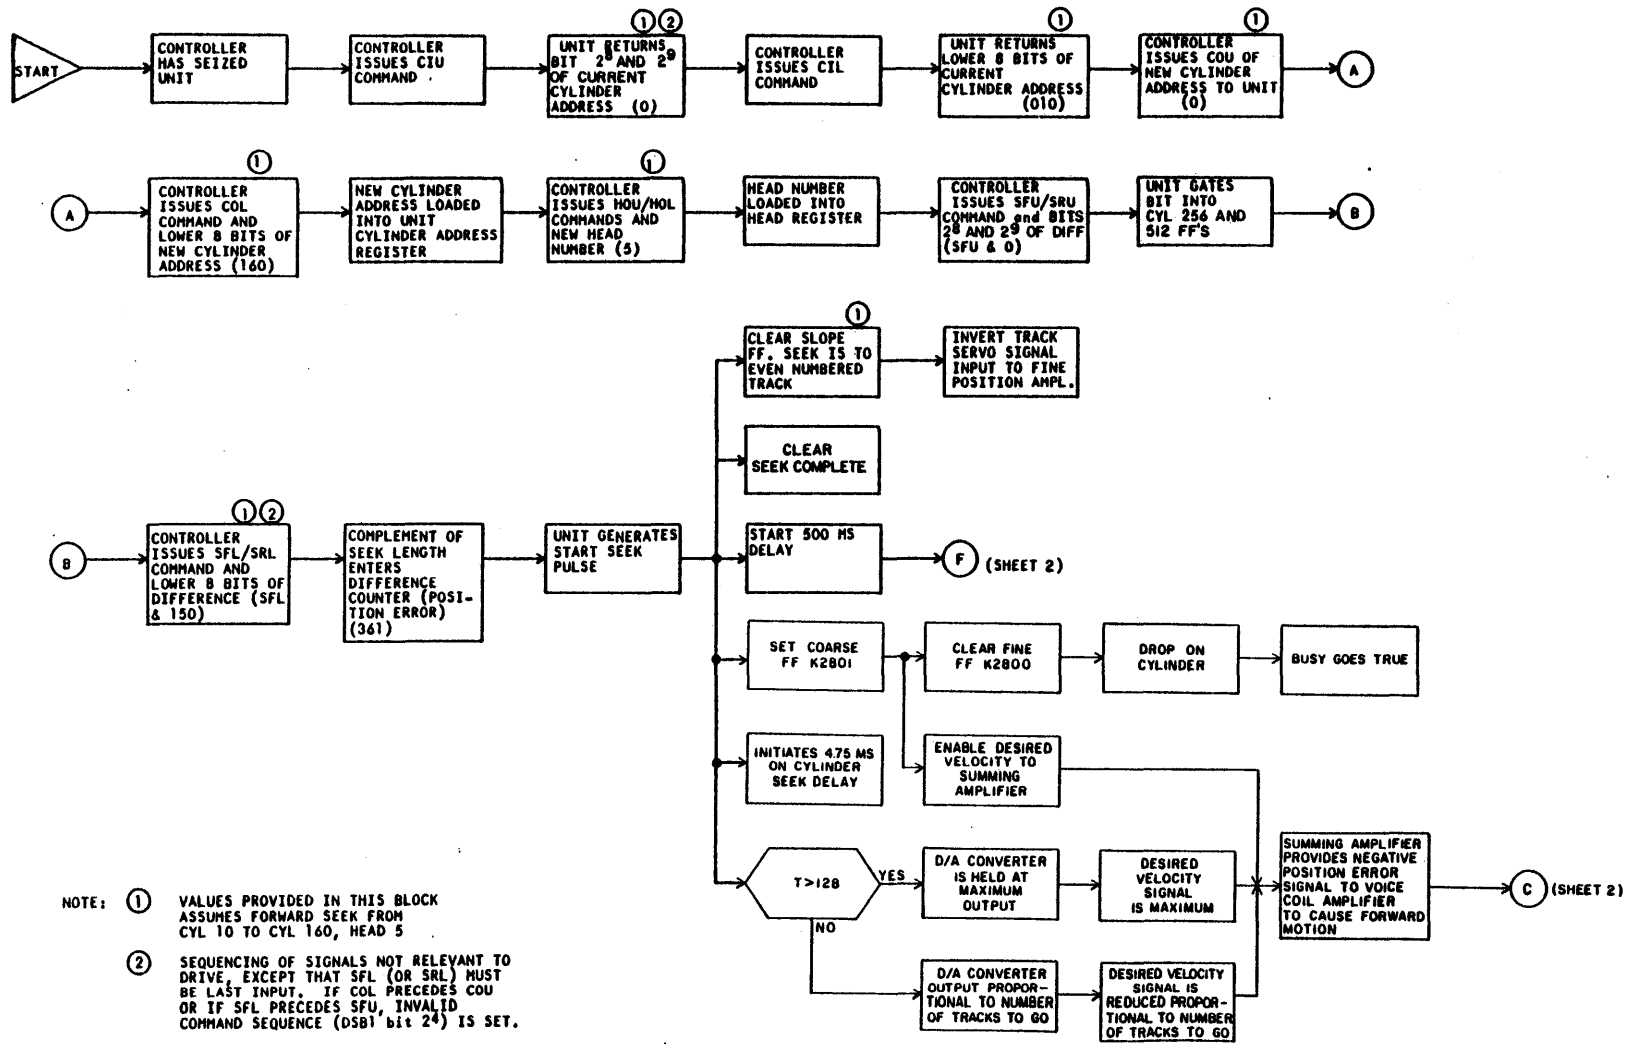 START
CONTROLLER
HAS SEIZED
UNIT
CONTROLLER
ISSUES CIU
COMMAND
1 2
UNIT RETURNS
BIT 2⁸ AND 2⁹
OF CURRENT
CYLINDER
ADDRESS (0)
CONTROLLER
ISSUES CIL
COMMAND
1
UNIT RETURNS
LOWER 8 BITS OF
CURRENT
CYLINDER ADDRESS
(010)
1
CONTROLLER
ISSUES COU OF
NEW CYLINDER
ADDRESS TO UNIT
(0)
A
A
1
CONTROLLER
ISSUES COL
COMMAND AND
LOWER 8 BITS OF
NEW CYLINDER
ADDRESS (160)
NEW CYLINDER
ADDRESS LOADED
INTO UNIT
CYLINDER ADDRESS
REGISTER
1
CONTROLLER
ISSUES HOU/HOL
COMMANDS AND
NEW HEAD
NUMBER (5)
HEAD NUMBER
LOADED INTO
HEAD REGISTER
CONTROLLER
ISSUES SFU/SRU
COMMAND and BITS
2⁸ AND 2⁹ OF DIFF
(SFU & 0)
UNIT GATES
BIT INTO
CYL 256 AND
512 FF'S
B
1
CLEAR SLOPE
FF. SEEK IS TO
EVEN NUMBERED
TRACK
INVERT TRACK
SERVO SIGNAL
INPUT TO FINE
POSITION AMPL.
CLEAR
SEEK COMPLETE
B
1 2
CONTROLLER
ISSUES SFL/SRL
COMMAND AND
LOWER 8 BITS OF
DIFFERENCE (SFL
& 150)
COMPLEMENT OF
SEEK LENGTH
ENTERS
DIFFERENCE
COUNTER (POSI-
TION ERROR)
(361)
UNIT GENERATES
START SEEK
PULSE
START 500 MS
DELAY
F (SHEET 2)
SET COARSE
FF K2801
CLEAR FINE
FF K2800
DROP ON
CYLINDER
BUSY GOES TRUE
INITIATES 4.75 MS
ON CYLINDER
SEEK DELAY
ENABLE DESIRED
VELOCITY TO
SUMMING
AMPLIFIER
T>128
YES
NO
D/A CONVERTER
IS HELD AT
MAXIMUM
OUTPUT
DESIRED
VELOCITY
SIGNAL
IS MAXIMUM
SUMMING AMPLIFIER
PROVIDES NEGATIVE
POSITION ERROR
SIGNAL TO VOICE
COIL AMPLIFIER
TO CAUSE FORWARD
MOTION
C (SHEET 2)
D/A CONVERTER
OUTPUT PROPOR-
TIONAL TO NUMBER
OF TRACKS TO GO
DESIRED VELOCITY
SIGNAL IS
REDUCED PROPOR-
TIONAL TO NUMBER
OF TRACKS TO GO
NOTE: 1 VALUES PROVIDED IN THIS BLOCK
ASSUMES FORWARD SEEK FROM
CYL 10 TO CYL 160, HEAD 5
2 SEQUENCING OF SIGNALS NOT RELEVANT TO
DRIVE, EXCEPT THAT SFL (OR SRL) MUST
BE LAST INPUT. IF COL PRECEDES COU
OR IF SFL PRECEDES SFU, INVALID
COMMAND SEQUENCE (DSB1 bit 2⁴) IS SET.